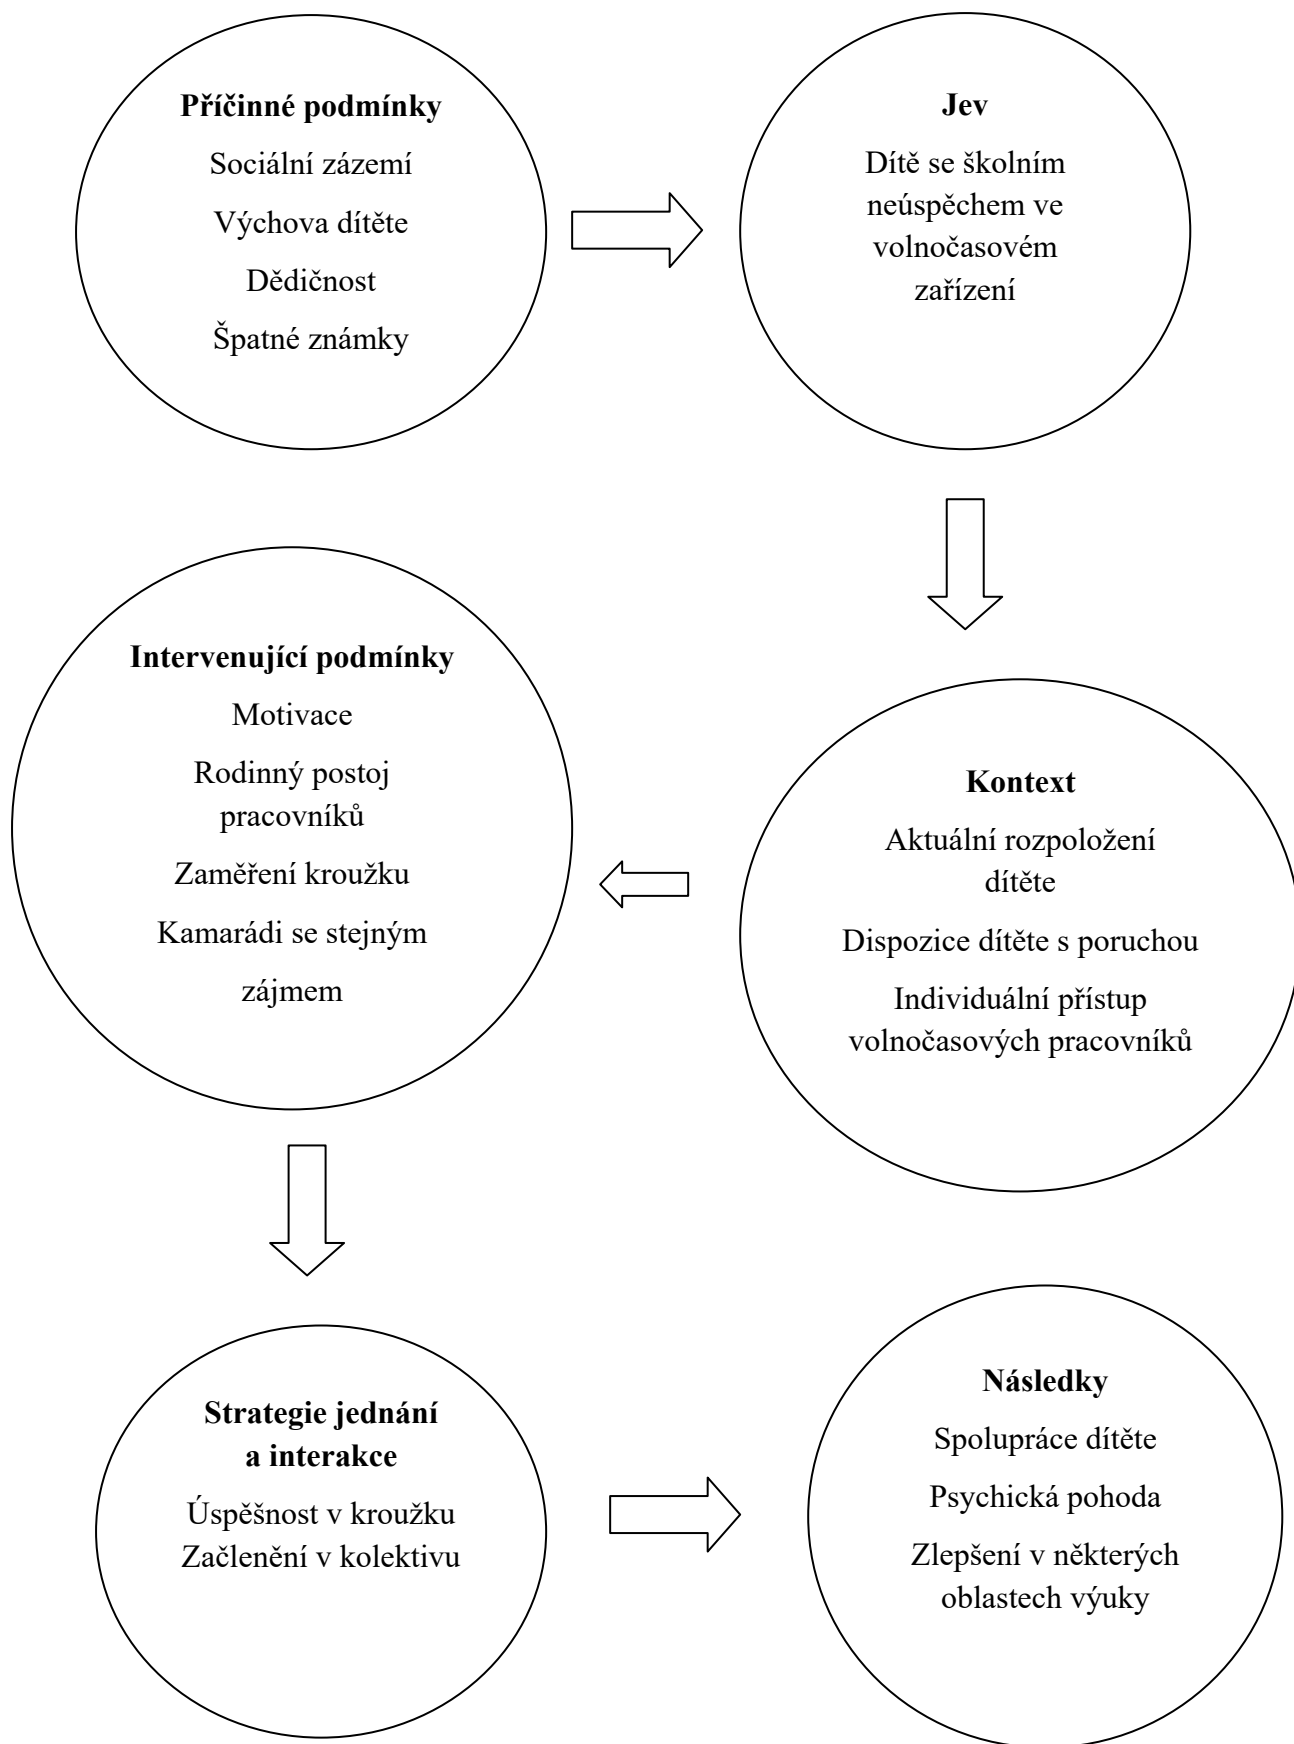 Příčinné podmínky
Sociální zázemí
Výchova dítěte
Dědičnost
Špatné známky
Jev
Dítě se školním
neúspěchem ve
volnočasovém
zařízení
Kontext
Aktuální rozpoložení
dítěte
Dispozice dítěte s poruchou
Individuální přístup
volnočasových pracovníků
Intervenující podmínky
Motivace
Rodinný postoj
pracovníků
Zaměření kroužku
Kamarádi se stejným
zájmem
Strategie jednání
a interakce
Úspěšnost v kroužku
Začlenění v kolektivu
Následky
Spolupráce dítěte
Psychická pohoda
Zlepšení v některých
oblastech výuky